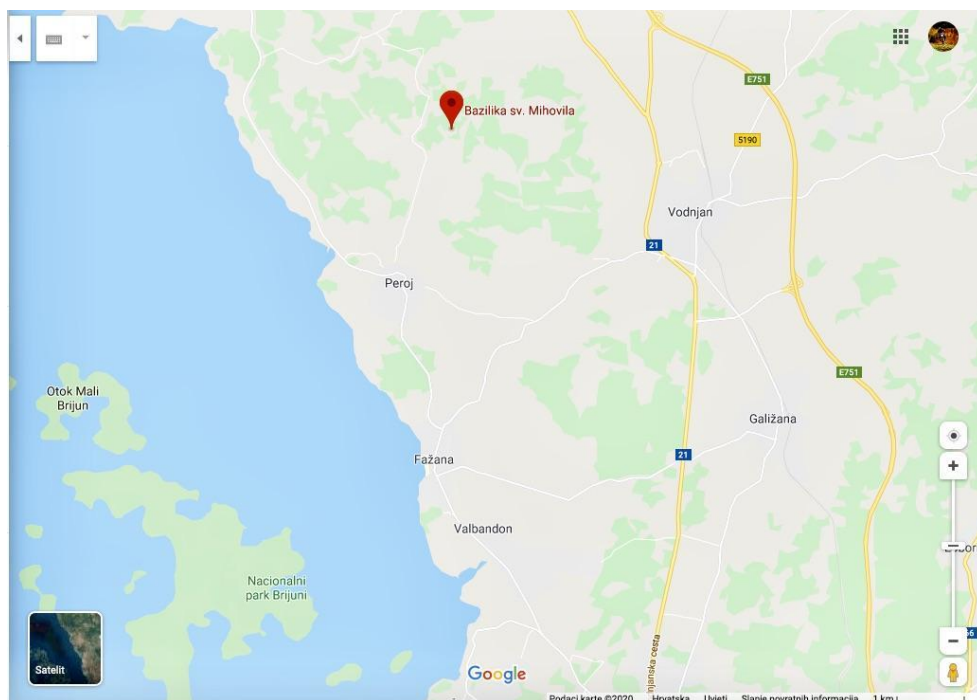 E751
Bazilika sv. Mihovila
5190
Vodnjan
21
Peroj
Otok Mali
Brijun
E751
Galižana
21
Fažana
Valbandon
Nacionalni
park Brijuni
Satelit
Google
Podaci karte ©2020 Hrvatska Uvjeti Slanje povratnih informacija 1 km